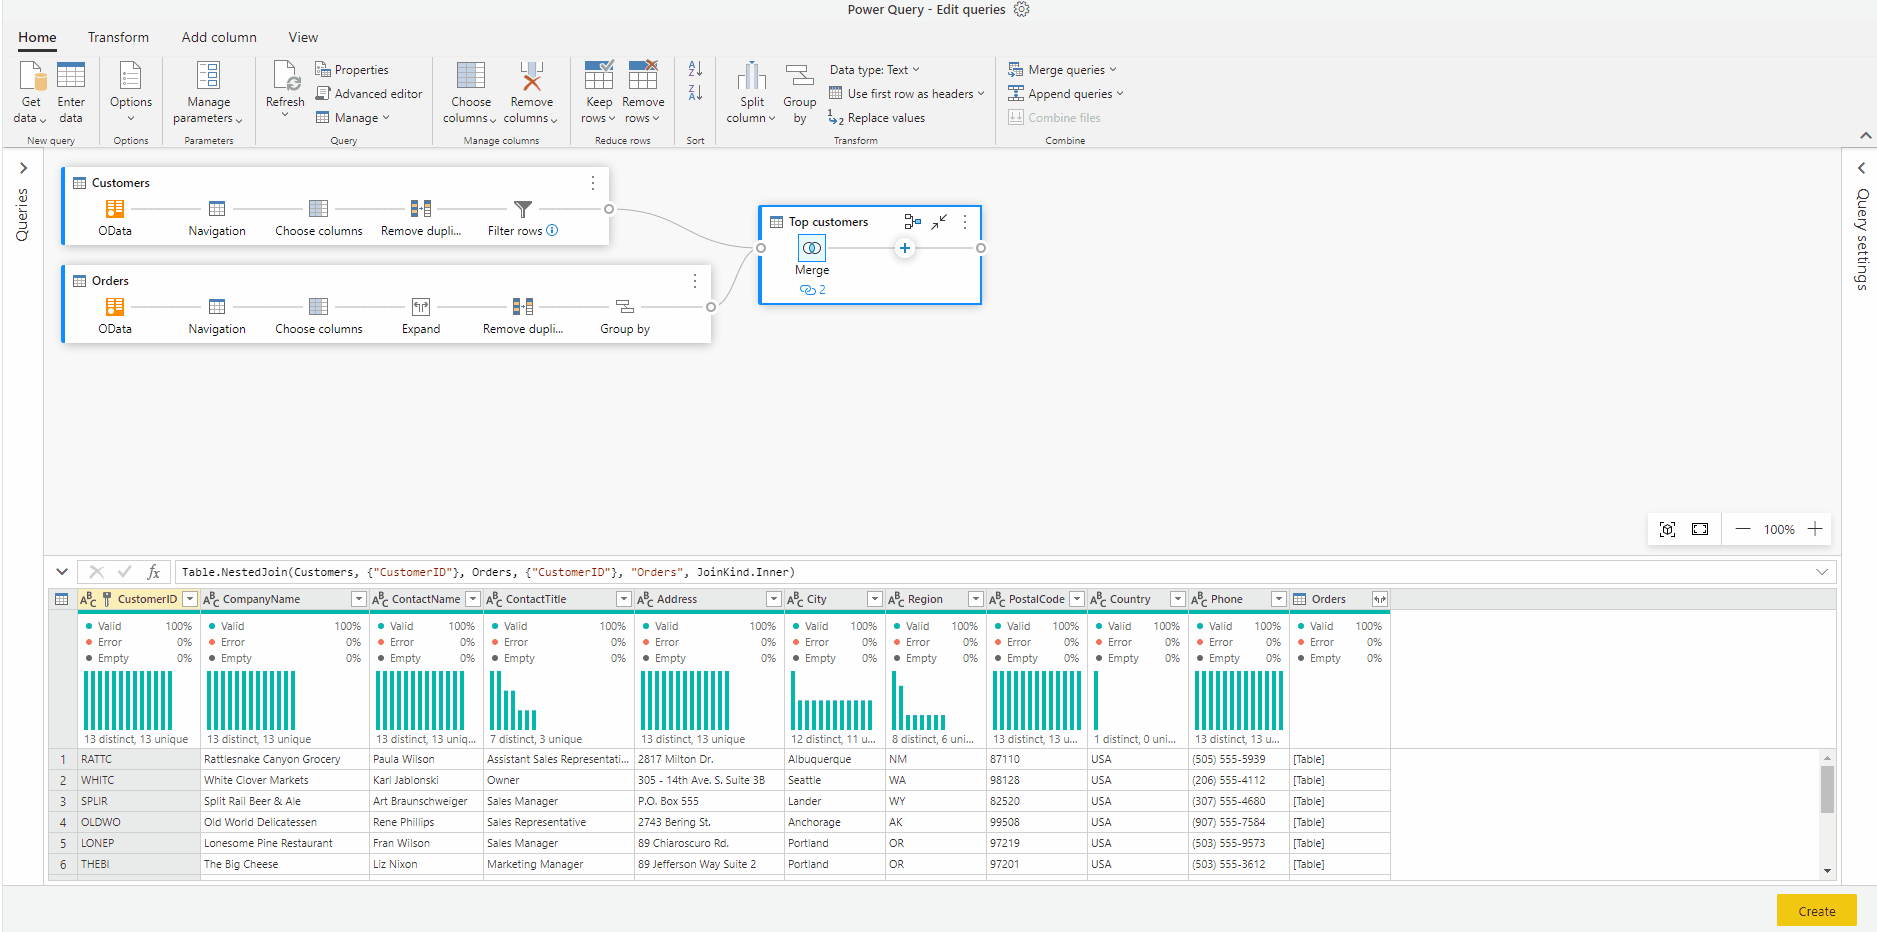 Power Query - Edit queries
Home Transform Add column View
Get data Enter data
New query
Options
Options
Manage parameters
Parameters
Refresh
Properties
Advanced editor
Manage
Query
Choose columns Remove columns
Manage columns
Keep rows Remove rows
Reduce rows
A Z
Z A
Sort
Split column Group by
Data type: Text
Use first row as headers
1 2 Replace values
Transform
Merge queries
Append queries
Combine files
Combine
Queries
Query settings
Customers
OData Navigation Choose columns Remove dupli... Filter rows
Orders
OData Navigation Choose columns Expand Remove dupli... Group by
Top customers
Merge
2
100%
fx Table.NestedJoin(Customers, {"CustomerID"}, Orders, {"CustomerID"}, "Orders", JoinKind.Inner)
ABC CustomerID ABC CompanyName ABC ContactName ABC ContactTitle ABC Address ABC City ABC Region ABC PostalCode ABC Country ABC Phone Orders
Valid 100% Valid 100% Valid 100% Valid 100% Valid 100% Valid 100% Valid 100% Valid 100% Valid 100% Valid 100% Valid 100%
Error 0% Error 0% Error 0% Error 0% Error 0% Error 0% Error 0% Error 0% Error 0% Error 0% Error 0%
Empty 0% Empty 0% Empty 0% Empty 0% Empty 0% Empty 0% Empty 0% Empty 0% Empty 0% Empty 0% Empty 0%
13 distinct, 13 unique 13 distinct, 13 unique 13 distinct, 13 uniq... 7 distinct, 3 unique 13 distinct, 13 unique 12 distinct, 11 u... 8 distinct, 6 uni... 13 distinct, 13 u... 1 distinct, 0 uni... 13 distinct, 13 u...
1 RATTC Rattlesnake Canyon Grocery Paula Wilson Assistant Sales Representati... 2817 Milton Dr. Albuquerque NM 87110 USA (505) 555-5939 [Table]
2 WHITC White Clover Markets Karl Jablonski Owner 305 - 14th Ave. S. Suite 3B Seattle WA 98128 USA (206) 555-4112 [Table]
3 SPLIR Split Rail Beer & Ale Art Braunschweiger Sales Manager P.O. Box 555 Lander WY 82520 USA (307) 555-4680 [Table]
4 OLDWO Old World Delicatessen Rene Phillips Sales Representative 2743 Bering St. Anchorage AK 99508 USA (907) 555-7584 [Table]
5 LONEP Lonesome Pine Restaurant Fran Wilson Sales Manager 89 Chiaroscuro Rd. Portland OR 97219 USA (503) 555-9573 [Table]
6 THEBI The Big Cheese Liz Nixon Marketing Manager 89 Jefferson Way Suite 2 Portland OR 97201 USA (503) 555-3612 [Table]
Create